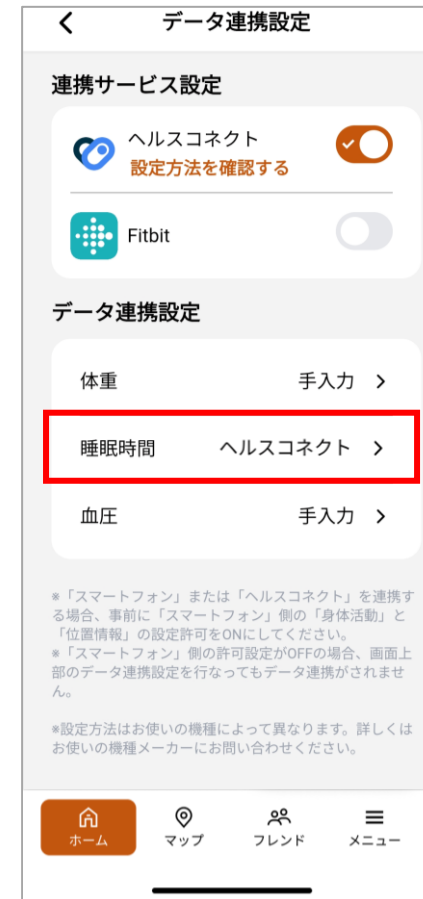 データ連携設定
連携サービス設定
ヘルスコネクト
設定方法を確認する
Fitbit
データ連携設定
体重 手入力
睡眠時間 ヘルスコネクト
血圧 手入力
※「スマートフォン」または「ヘルスコネクト」を連携す
る場合、事前に「スマートフォン」側の「身体活動」と
「位置情報」の設定許可をONにしてください。
※「スマートフォン」側の許可設定がOFFの場合、画面上
部のデータ連携設定を行なってもデータ連携がされませ
ん。
※設定方法はお使いの機種によって異なります。詳しくは
お使いの機種メーカーにお問い合わせください。
ホーム マップ フレンド メニュー